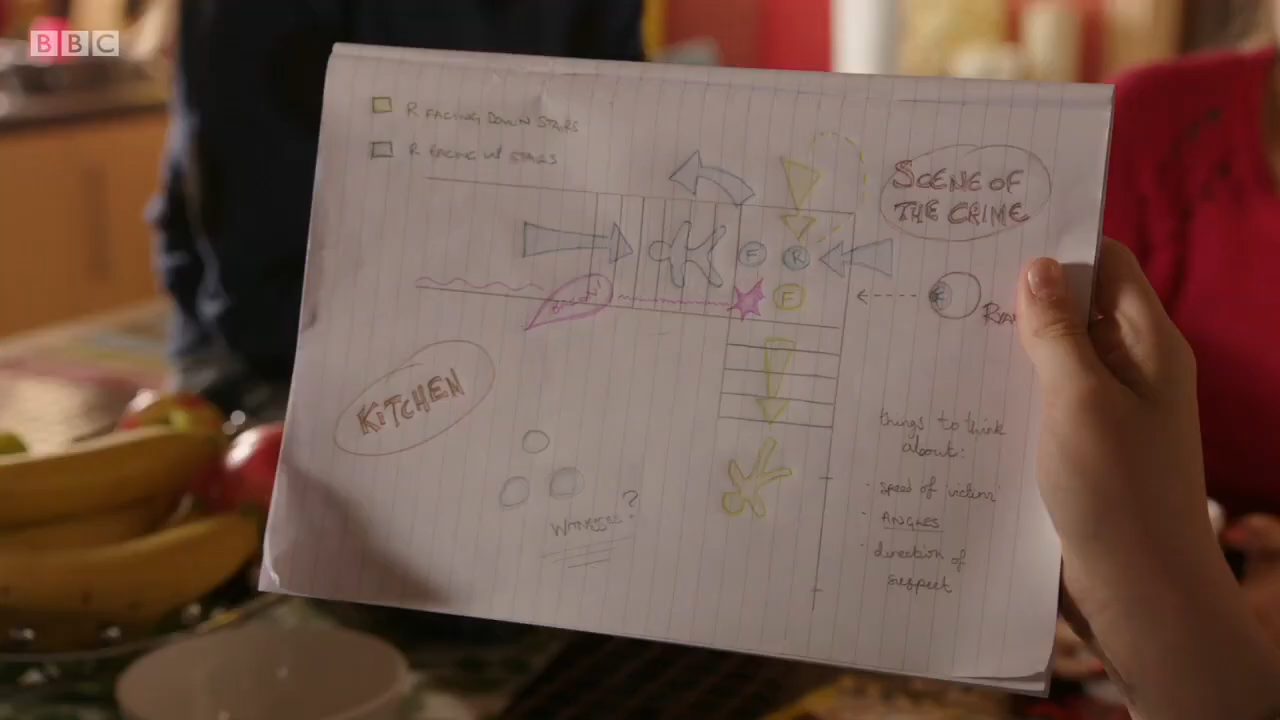 BBC
R FACING DOWN STAIRS
R FACING UP STAIRS
SCENE OF
THE CRIME
F
R
F
KITCHEN
WITNESSES?
things to think
about:
- speed of 'victim'
- ANGLES
- direction of
suspect